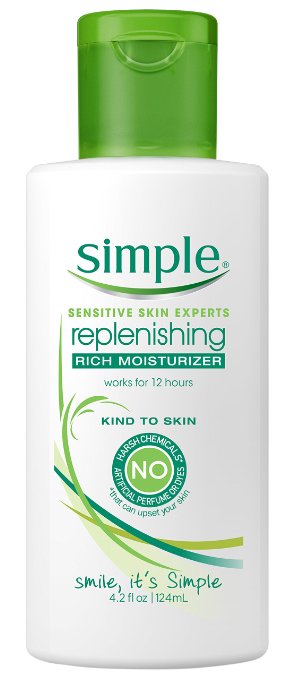 simple®
SENSITIVE SKIN EXPERTS
replenishing
RICH MOISTURIZER
works for 12 hours
KIND TO SKIN
HARSH CHEMICALS*
NO
ARTIFICIAL PERFUME OR DYES
*that can upset your skin
smile, it's Simple
4.2 fl oz | 124mL